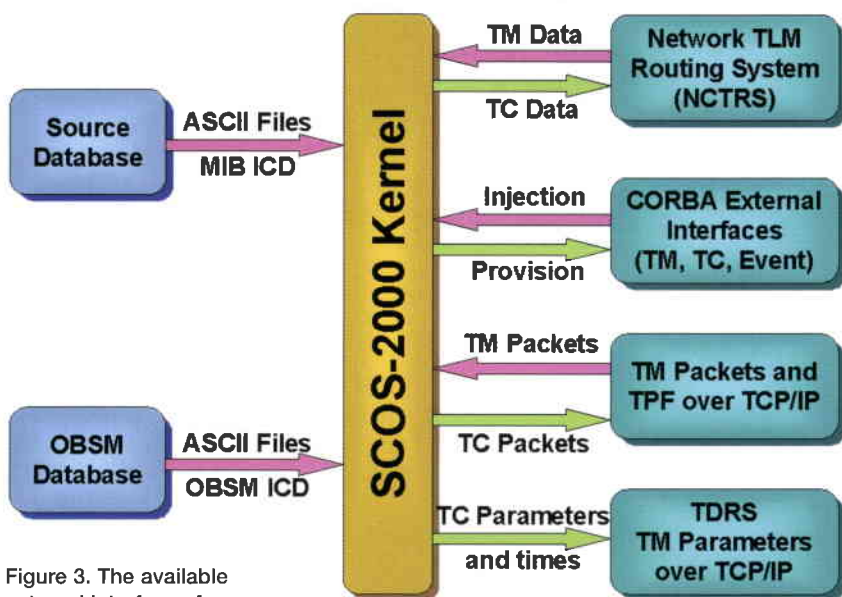 Source
Database
ASCII Files
MIB ICD
OBSM
Database
ASCII Files
OBSM ICD
SCOS-2000 Kernel
TM Data
TC Data
Network TLM
Routing System
(NCTRS)
Injection
Provision
CORBA External
Interfaces
(TM, TC, Event)
TM Packets
TC Packets
TM Packets and
TPF over TCP/IP
TC Parameters
and times
TDRS
TM Parameters
over TCP/IP
Figure 3. The available